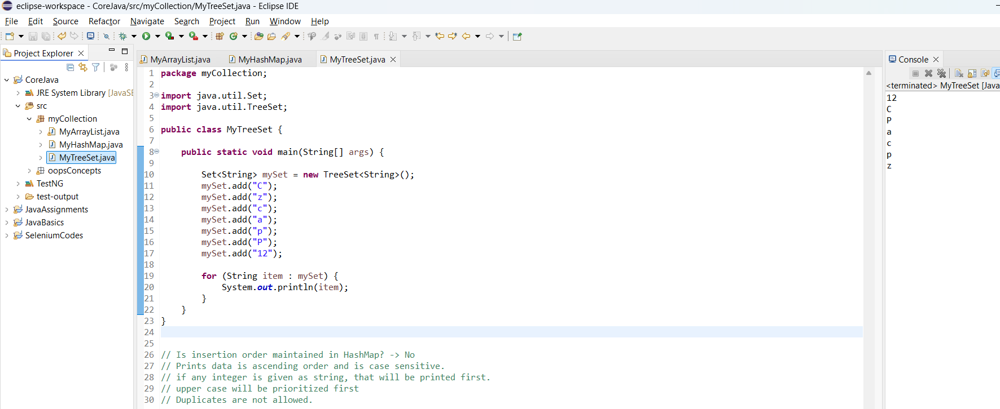 eclipse-workspace - CoreJava/src/myCollection/MyTreeSet.java - Eclipse IDE
File Edit Source Refactor Navigate Search Project Run Window Help
Project Explorer
CoreJava
JRE System Library [JavaSE
src
myCollection
MyArrayList.java
MyHashMap.java
MyTreeSet.java
oopsConcepts
TestNG
test-output
JavaAssignments
JavaBasics
SeleniumCodes
MyArrayList.java MyHashMap.java MyTreeSet.java
1 package myCollection;
2
3 import java.util.Set;
4 import java.util.TreeSet;
5
6 public class MyTreeSet {
7
8 public static void main(String[] args) {
9
10 Set<String> mySet = new TreeSet<String>();
11 mySet.add("C");
12 mySet.add("z");
13 mySet.add("c");
14 mySet.add("a");
15 mySet.add("p");
16 mySet.add("P");
17 mySet.add("12");
18
19 for (String item : mySet) {
20 System.out.println(item);
21 }
22 }
23 }
24
25
26 // Is insertion order maintained in HashMap? -> No
27 // Prints data is ascending order and is case sensitive.
28 // if any integer is given as string, that will be printed first.
29 // upper case will be prioritized first
30 // Duplicates are not allowed.
Console
<terminated> MyTreeSet [Java
12
C
P
a
c
p
z